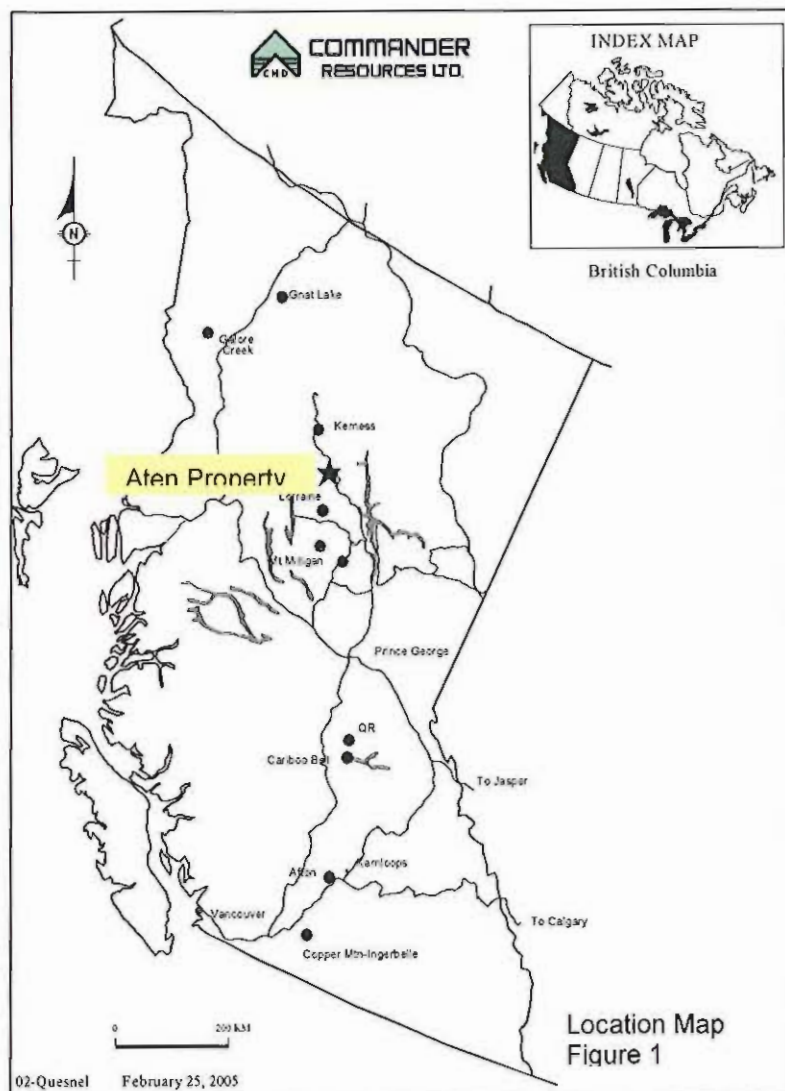 COMMANDER
RESOURCES LTD.
CHD
INDEX MAP
British Columbia
N
Gnat Lake
Galore
Creek
Kemess
Aten Property
Lorraine
Mt Milligan
Prince George
QR
Cariboo Bell
To Jasper
Afton
Kamloops
Vancouver
To Calgary
Copper Mtn-Ingerbelle
0
200 KM
Location Map
Figure 1
02-Quesnel
February 25, 2005